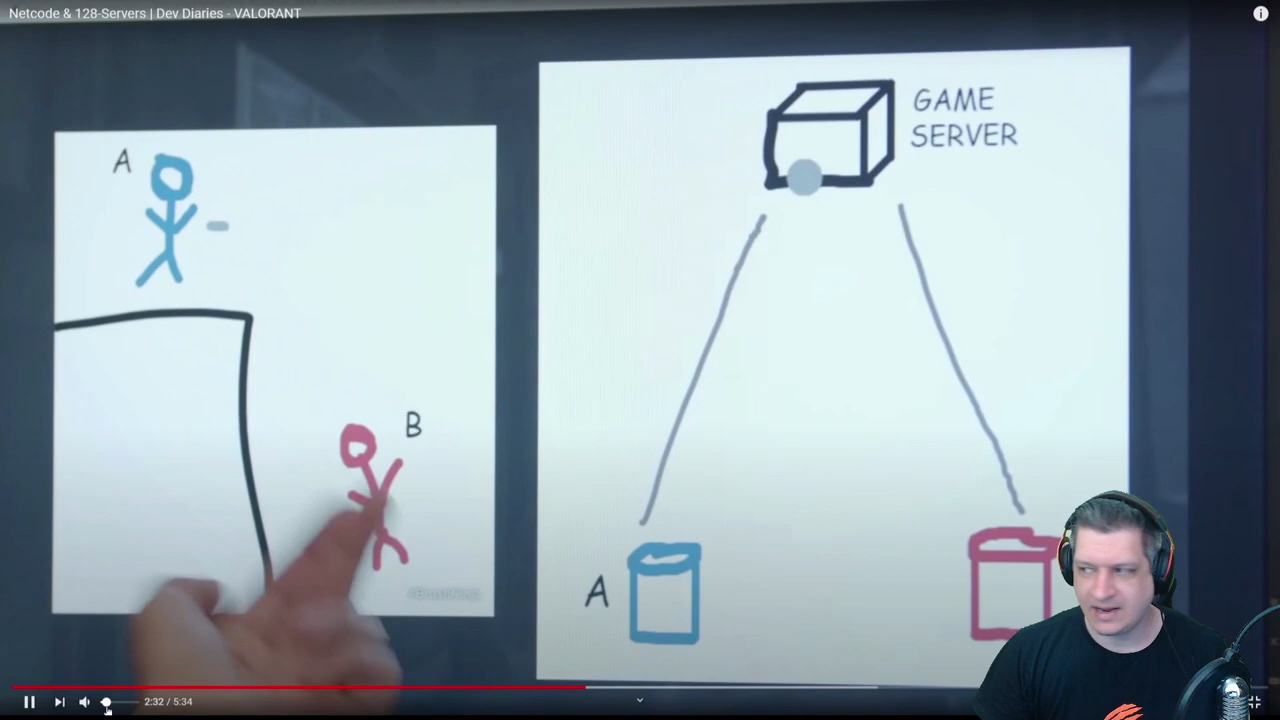 Netcode & 128-Servers | Dev Diaries - VALORANT
A
B
GAME
SERVER
A
2:32 / 5:34